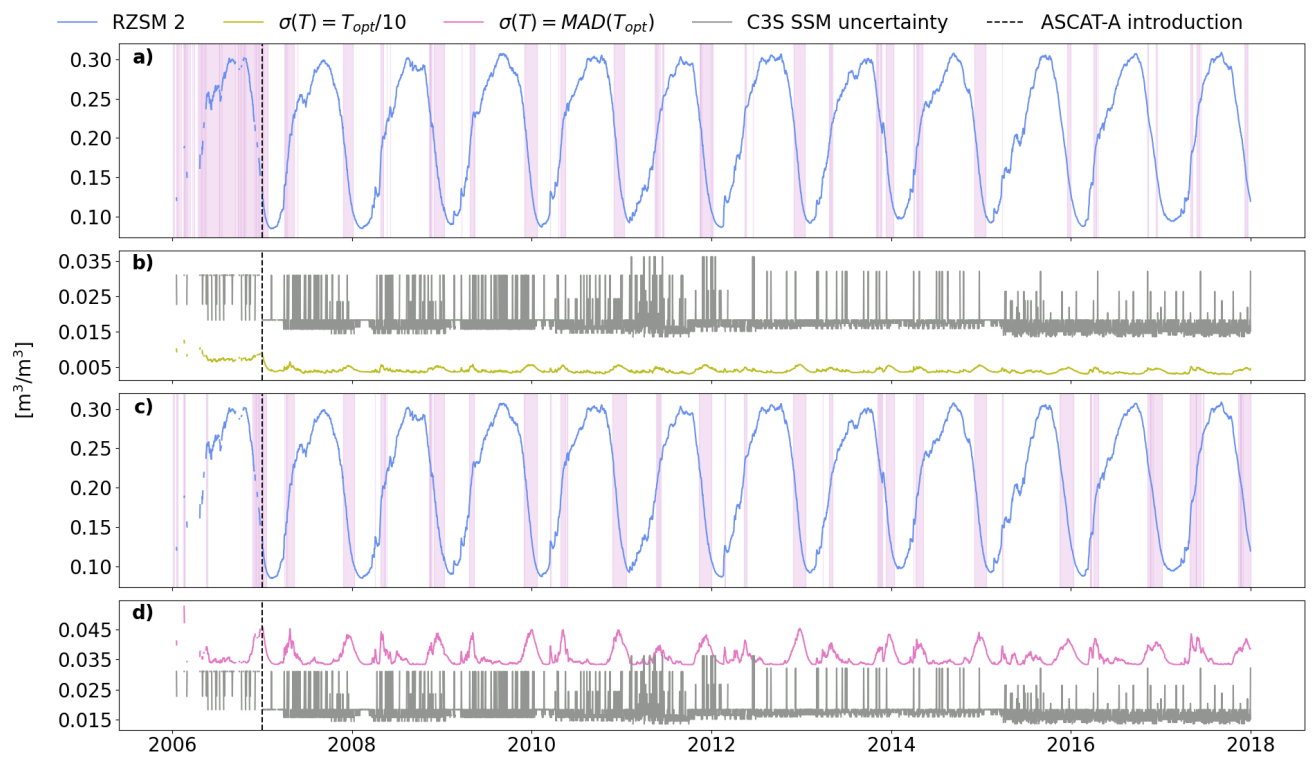 RZSM 2 σ(T) = T_opt/10 σ(T) = MAD(T_opt) C3S SSM uncertainty ASCAT-A introduction
a)
0.30
0.25
0.20
0.15
0.10
b)
0.035
0.025
0.015
0.005
[m³/m³]
c)
0.30
0.25
0.20
0.15
0.10
d)
0.045
0.035
0.025
0.015
2006 2008 2010 2012 2014 2016 2018